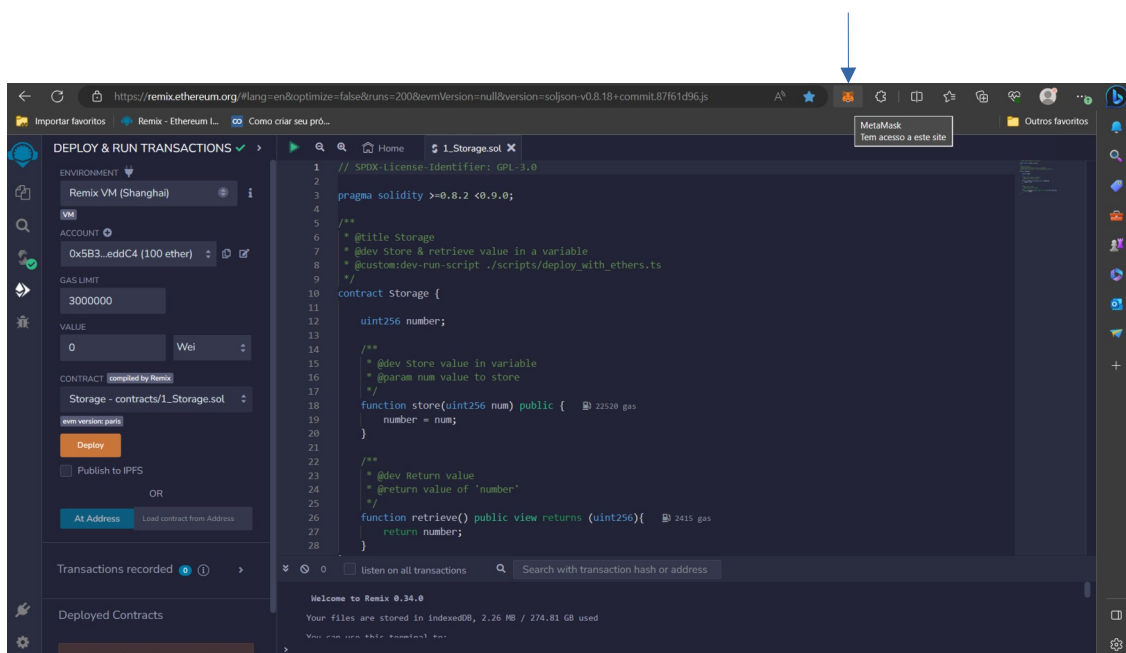 https://remix.ethereum.org/#lang=en&optimize=false&runs=200&evmVersion=null&version=soljson-v0.8.18+commit.87f61d96.js
Importar favoritos
Remix - Ethereum I...
Como criar seu pró...
MetaMask
Tem acesso a este site
Outros favoritos
DEPLOY & RUN TRANSACTIONS
ENVIRONMENT
Remix VM (Shanghai)
VM
ACCOUNT
0x5B3...eddC4 (100 ether)
GAS LIMIT
3000000
VALUE
0
Wei
CONTRACT compiled by Remix
Storage - contracts/1_Storage.sol
evm version: paris
Deploy
Publish to IPFS
OR
At Address
Load contract from Address
Transactions recorded 0
Deployed Contracts
Home
1_Storage.sol
1 // SPDX-License-Identifier: GPL-3.0
2
3 pragma solidity >=0.8.2 <0.9.0;
4
5 /**
6 * @title Storage
7 * @dev Store & retrieve value in a variable
8 * @custom:dev-run-script ./scripts/deploy_with_ethers.ts
9 */
10 contract Storage {
11
12 uint256 number;
13
14 /**
15 * @dev Store value in variable
16 * @param num value to store
17 */
18 function store(uint256 num) public { 22520 gas
19 number = num;
20 }
21
22 /**
23 * @dev Return value
24 * @return value of 'number'
25 */
26 function retrieve() public view returns (uint256){ 2415 gas
27 return number;
28 }
0
listen on all transactions
Search with transaction hash or address
Welcome to Remix 0.34.0
Your files are stored in indexedDB, 2.26 MB / 274.81 GB used
You can use this terminal to:
>